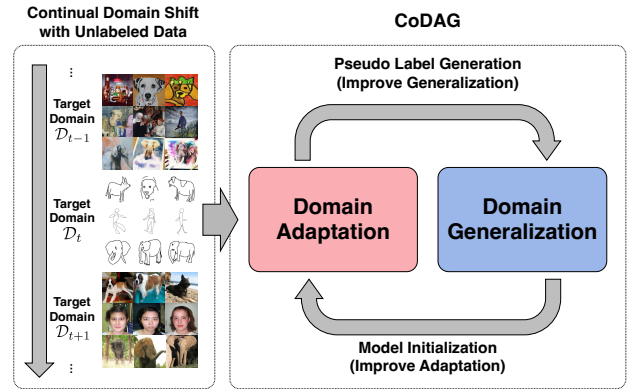 Continual Domain Shift
with Unlabeled Data
...
Target
Domain
𝒟ₜ₋₁
Target
Domain
𝒟ₜ
Target
Domain
𝒟ₜ₊₁
...
CoDAG
Pseudo Label Generation
(Improve Generalization)
Domain
Adaptation
Domain
Generalization
Model Initialization
(Improve Adaptation)